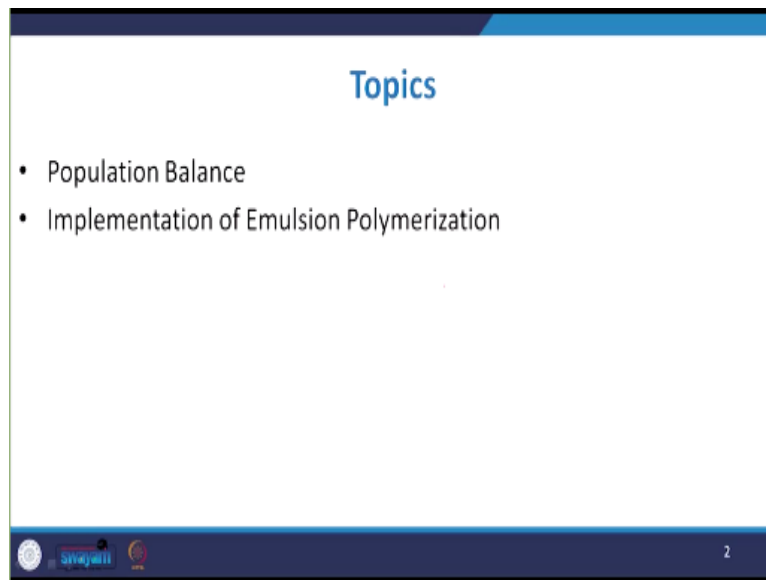 Topics
• Population Balance
• Implementation of Emulsion Polymerization
swayam
2